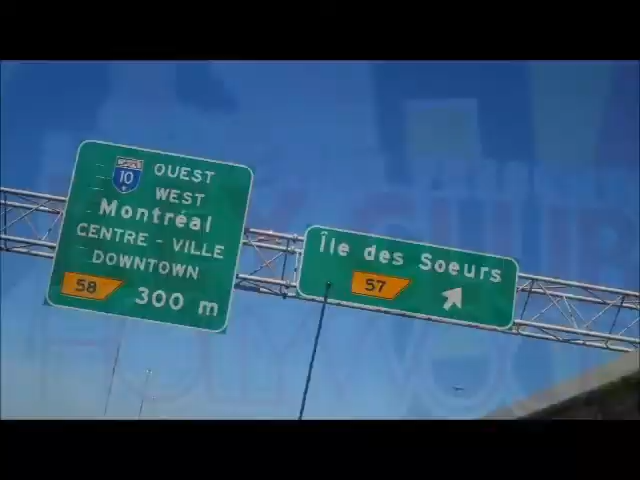 10 OUEST
WEST
Montréal
CENTRE - VILLE
DOWNTOWN
58 300 m
Île des Soeurs
57